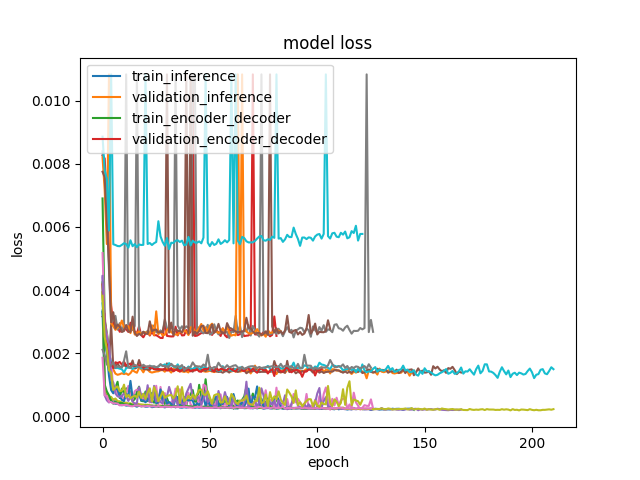 model loss
train_inference
validation_inference
train_encoder_decoder
validation_encoder_decoder
loss
0.010
0.008
0.006
0.004
0.002
0.000
0 50 100 150 200
epoch